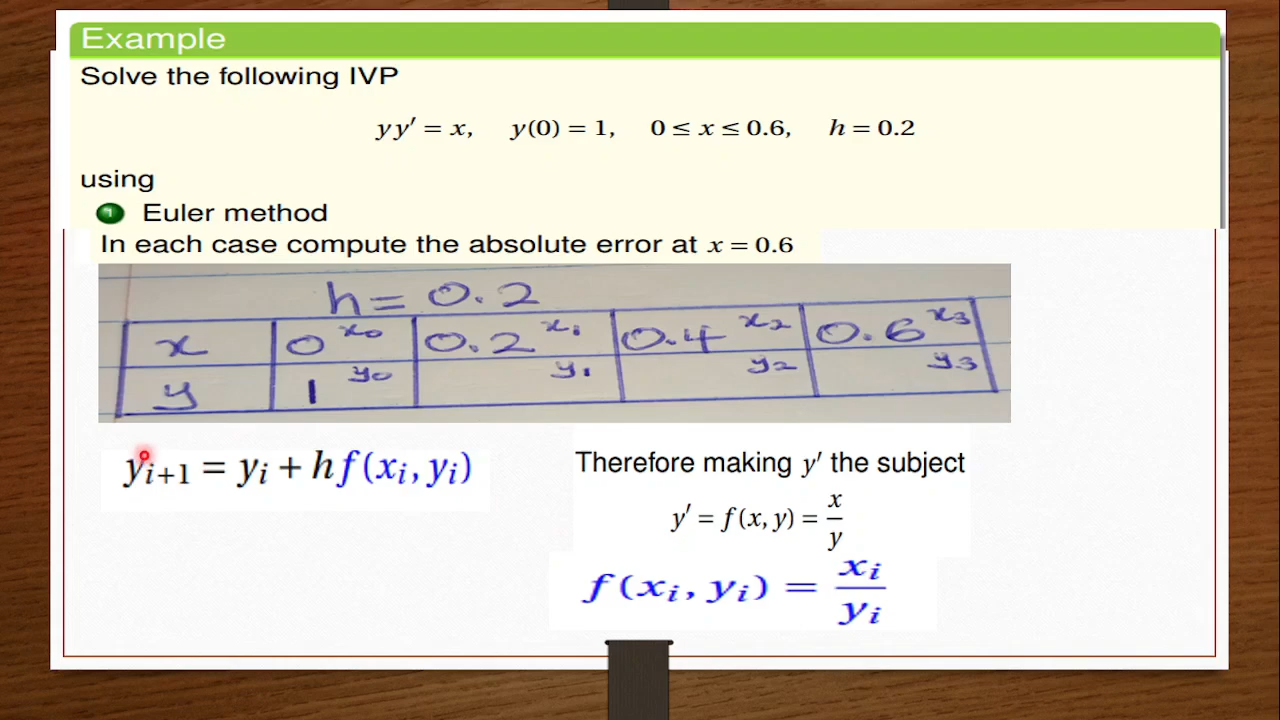 Example
Solve the following IVP
yy′ = x, y(0) = 1, 0 ≤ x ≤ 0.6, h = 0.2
using
1 Euler method
In each case compute the absolute error at x = 0.6
h = 0.2
x 0 x₀ 0.2 x₁ 0.4 x₂ 0.6 x₃
y 1 y₀ y₁ y₂ y₃
yᵢ₊₁ = yᵢ + hf(xᵢ, yᵢ)
Therefore making y′ the subject
y′ = f(x, y) = x/y
f(xᵢ, yᵢ) = xᵢ/yᵢ